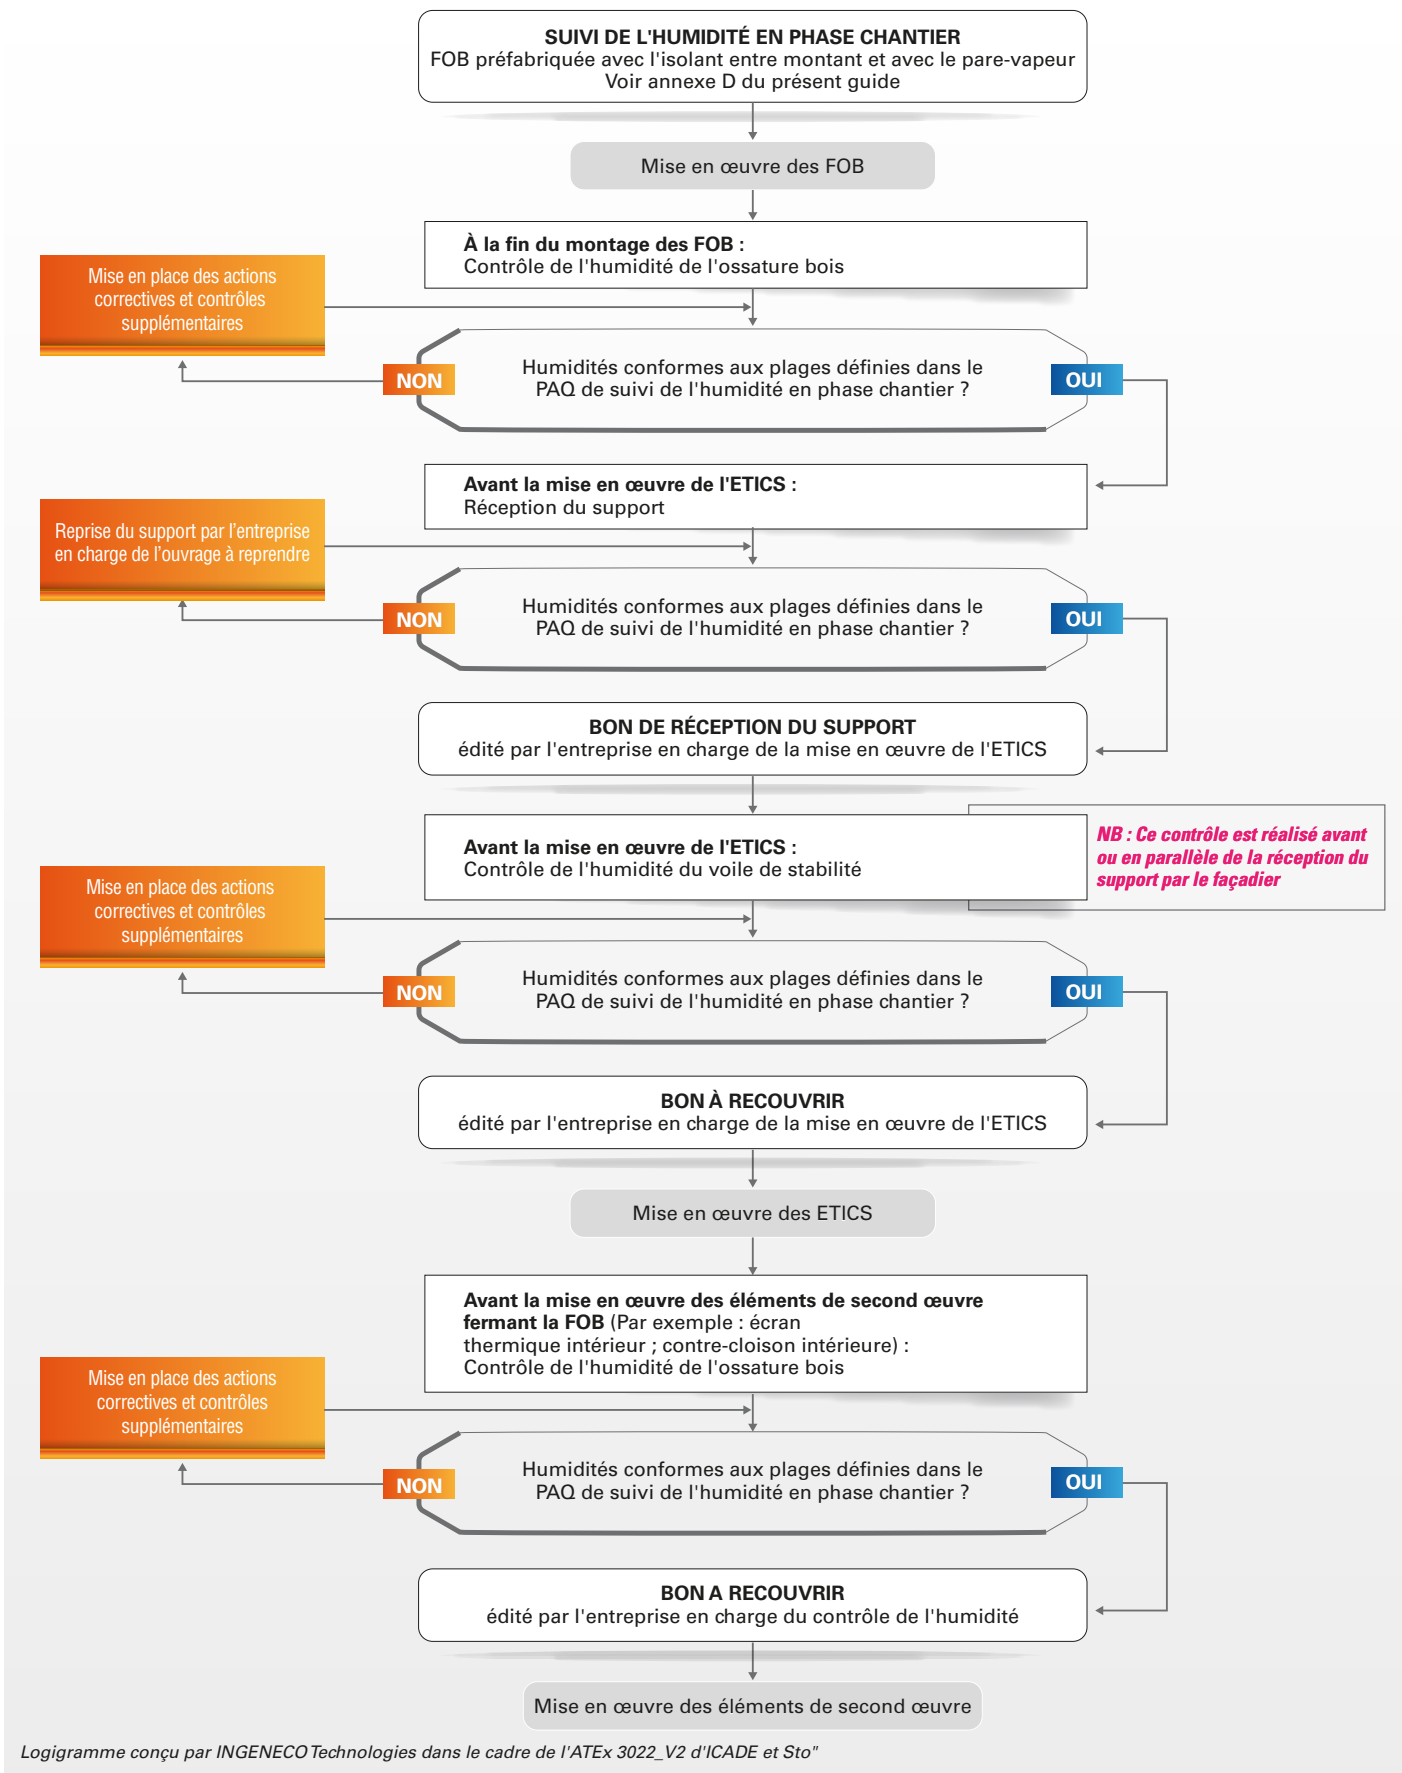 SUIVI DE L'HUMIDITÉ EN PHASE CHANTIER
FOB préfabriquée avec l'isolant entre montant et avec le pare-vapeur
Voir annexe D du présent guide
Mise en œuvre des FOB
À la fin du montage des FOB :
Contrôle de l'humidité de l'ossature bois
Mise en place des actions
correctives et contrôles
supplémentaires
Humidités conformes aux plages définies dans le
PAQ de suivi de l'humidité en phase chantier ?
NON
OUI
Avant la mise en œuvre de l'ETICS :
Réception du support
Reprise du support par l'entreprise
en charge de l'ouvrage à reprendre
Humidités conformes aux plages définies dans le
PAQ de suivi de l'humidité en phase chantier ?
NON
OUI
BON DE RÉCEPTION DU SUPPORT
édité par l'entreprise en charge de la mise en œuvre de l'ETICS
Avant la mise en œuvre de l'ETICS :
Contrôle de l'humidité du voile de stabilité
NB : Ce contrôle est réalisé avant
ou en parallèle de la réception du
support par le façadier
Mise en place des actions
correctives et contrôles
supplémentaires
Humidités conformes aux plages définies dans le
PAQ de suivi de l'humidité en phase chantier ?
NON
OUI
BON À RECOUVRIR
édité par l'entreprise en charge de la mise en œuvre de l'ETICS
Mise en œuvre des ETICS
Avant la mise en œuvre des éléments de second œuvre
fermant la FOB (Par exemple : écran
thermique intérieur ; contre-cloison intérieure) :
Contrôle de l'humidité de l'ossature bois
Mise en place des actions
correctives et contrôles
supplémentaires
Humidités conformes aux plages définies dans le
PAQ de suivi de l'humidité en phase chantier ?
NON
OUI
BON A RECOUVRIR
édité par l'entreprise en charge du contrôle de l'humidité
Mise en œuvre des éléments de second œuvre
Logigramme conçu par INGENECO Technologies dans le cadre de l'ATEx 3022_V2 d'ICADE et Sto"